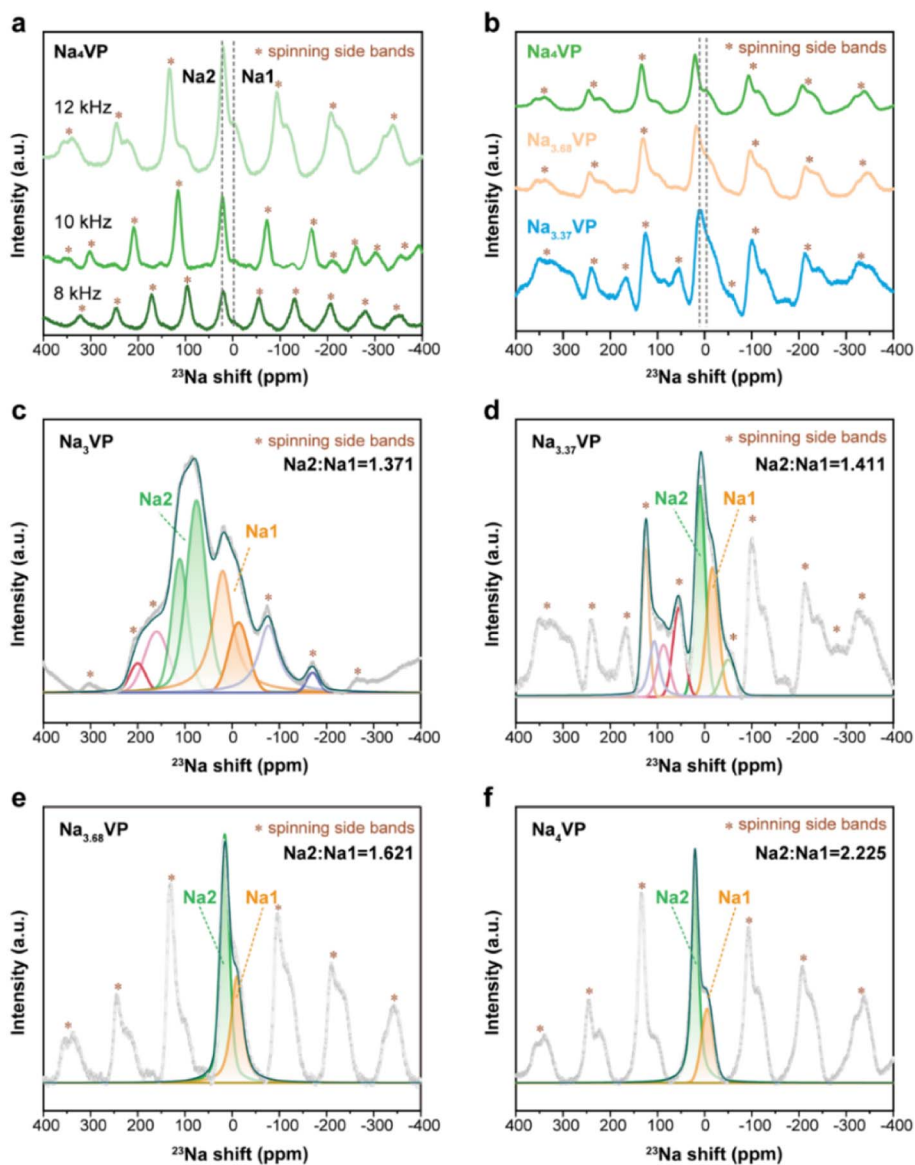 a
Na₄VP
* spinning side bands
Na2
Na1
12 kHz
10 kHz
8 kHz
Intensity (a.u.)
400 300 200 100 0 -100 -200 -300 -400
²³Na shift (ppm)
b
Na₄VP
* spinning side bands
Na₃.₆₈VP
Na₃.₃₇VP
Intensity (a.u.)
400 300 200 100 0 -100 -200 -300 -400
²³Na shift (ppm)
c
Na₃VP
* spinning side bands
Na2:Na1=1.371
Na2
Na1
Intensity (a.u.)
400 300 200 100 0 -100 -200 -300 -400
²³Na shift (ppm)
d
Na₃.₃₇VP
* spinning side bands
Na2:Na1=1.411
Na2
Na1
Intensity (a.u.)
400 300 200 100 0 -100 -200 -300 -400
²³Na shift (ppm)
e
Na₃.₆₈VP
* spinning side bands
Na2:Na1=1.621
Na2
Na1
Intensity (a.u.)
400 300 200 100 0 -100 -200 -300 -400
²³Na shift (ppm)
f
Na₄VP
* spinning side bands
Na2:Na1=2.225
Na2
Na1
Intensity (a.u.)
400 300 200 100 0 -100 -200 -300 -400
²³Na shift (ppm)